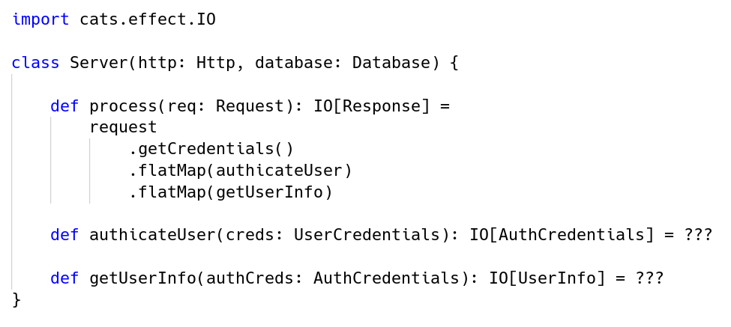 import cats.effect.IO
class Server(http: Http, database: Database) {
def process(req: Request): IO[Response] =
request
.getCredentials()
.flatMap(authicateUser)
.flatMap(getUserInfo)
def authicateUser(creds: UserCredentials): IO[AuthCredentials] = ???
def getUserInfo(authCreds: AuthCredentials): IO[UserInfo] = ???
}